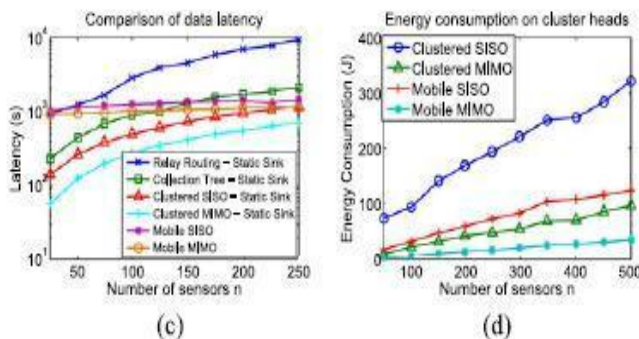 Comparison of data latency
10^4
10^3
10^2
10^1
Latency (s)
Relay Routing – Static Sink
Collection Tree – Static Sink
Clustered SISO – Static Sink
Clustered MIMO – Static Sink
Mobile SISO
Mobile MIMO
50 100 150 200 250
Number of sensors n
(c)
Energy consumption on cluster heads
400
300
200
100
0
Energy Consumption (J)
Clustered SISO
Clustered MIMO
Mobile SISO
Mobile MIMO
100 200 300 400 500
Number of sensors n
(d)